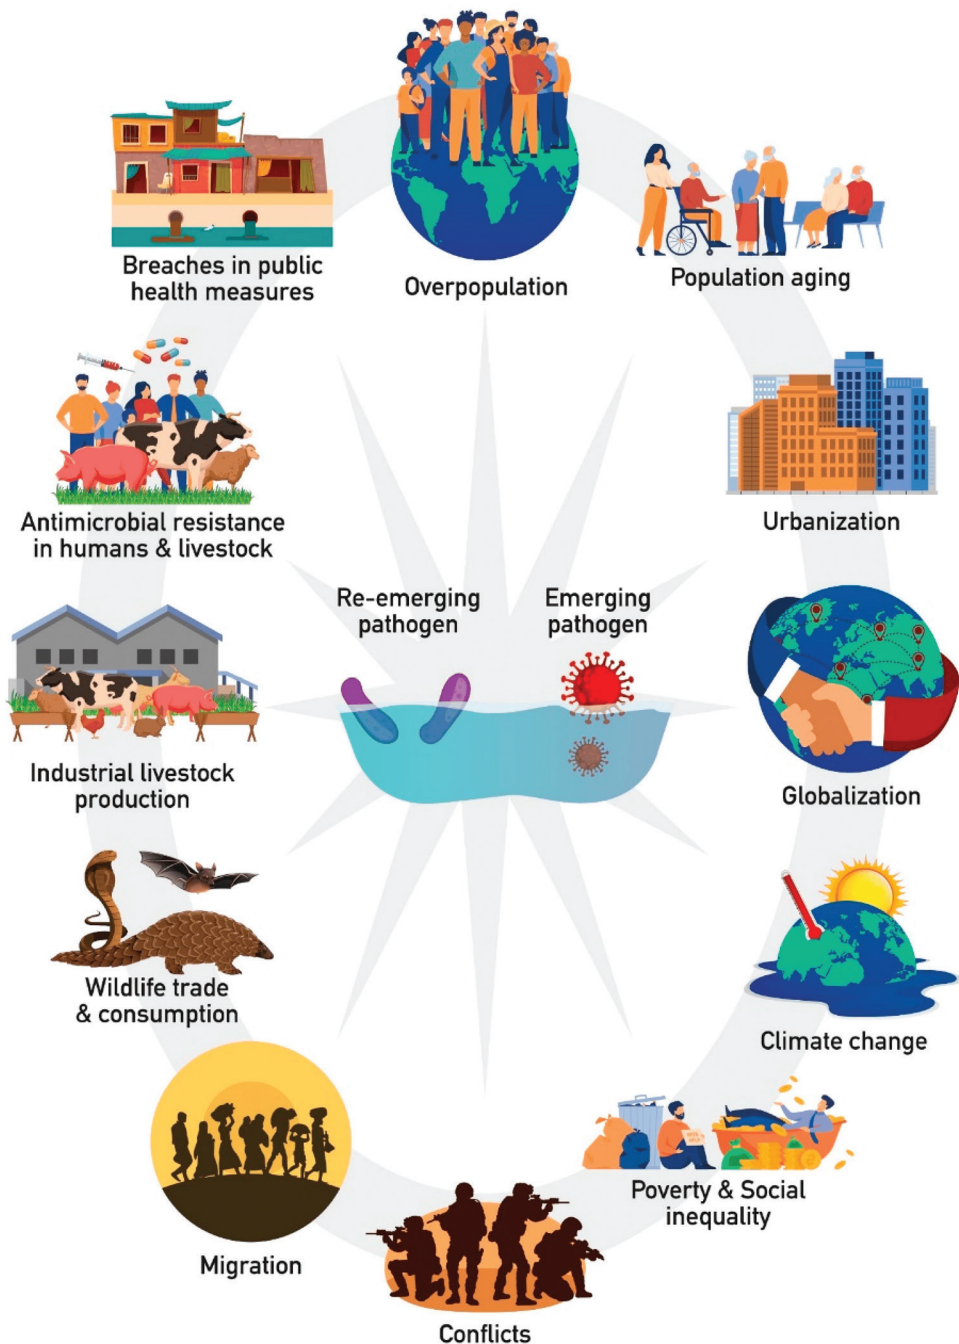 Overpopulation
Population aging
Urbanization
Globalization
Climate change
Poverty & Social
inequality
Conflicts
Migration
Wildlife trade
& consumption
Industrial livestock
production
Antimicrobial resistance
in humans & livestock
Breaches in public
health measures
Re-emerging
pathogen
Emerging
pathogen